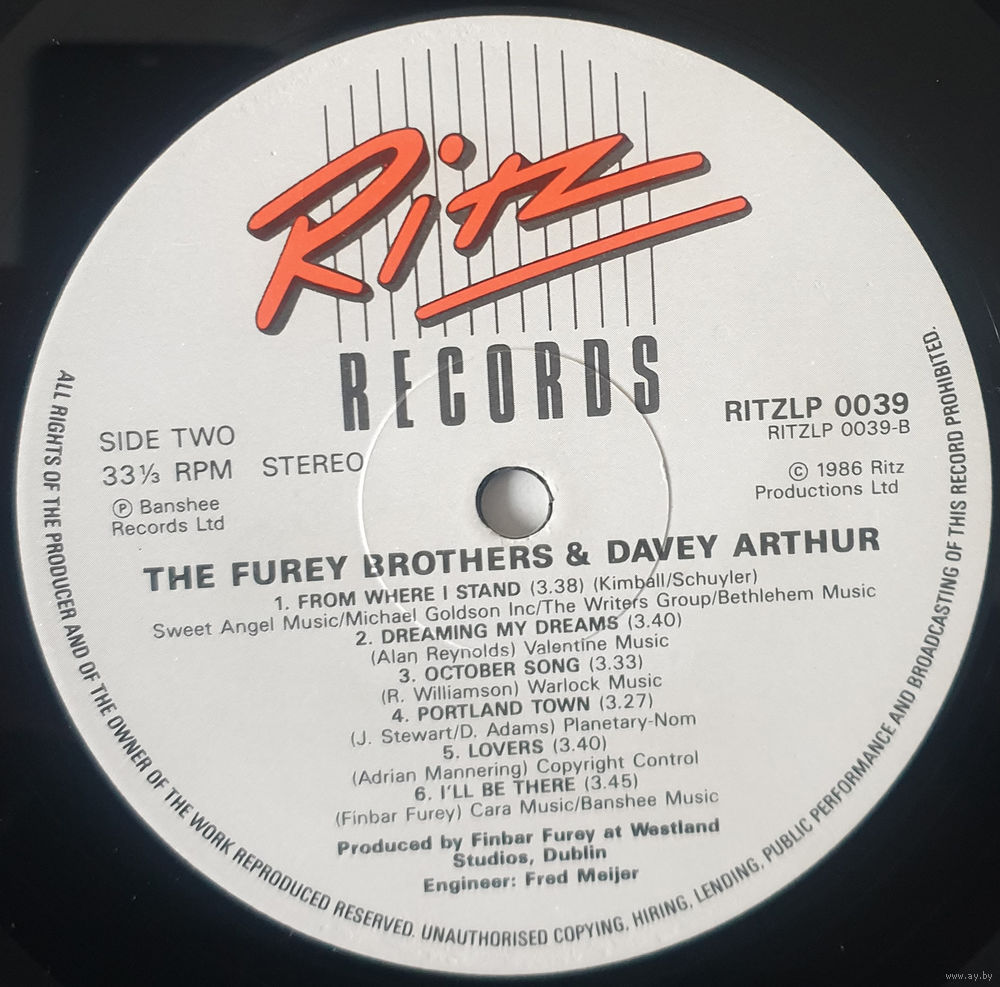 Ritz
RECORDS
SIDE TWO
33⅓ RPM STEREO
Ⓟ Banshee
Records Ltd
RITZLP 0039
RITZLP 0039-B
© 1986 Ritz
Productions Ltd
THE FUREY BROTHERS & DAVEY ARTHUR
1. FROM WHERE I STAND (3.38) (Kimball/Schuyler)
Sweet Angel Music/Michael Goldson Inc/The Writers Group/Bethlehem Music
2. DREAMING MY DREAMS (3.40)
(Alan Reynolds) Valentine Music
3. OCTOBER SONG (3.33)
(R. Williamson) Warlock Music
4. PORTLAND TOWN (3.27)
(J. Stewart/D. Adams) Planetary-Nom
5. LOVERS (3.40)
(Adrian Mannering) Copyright Control
6. I'LL BE THERE (3.45)
(Finbar Furey) Cara Music/Banshee Music
Produced by Finbar Furey at Westland
Studios, Dublin
Engineer: Fred Meijer
ALL RIGHTS OF THE PRODUCER AND OF THE OWNER OF THE WORK REPRODUCED RESERVED. UNAUTHORISED COPYING, HIRING, LENDING, PUBLIC PERFORMANCE AND BROADCASTING OF THIS RECORD PROHIBITED.
www.ay.by